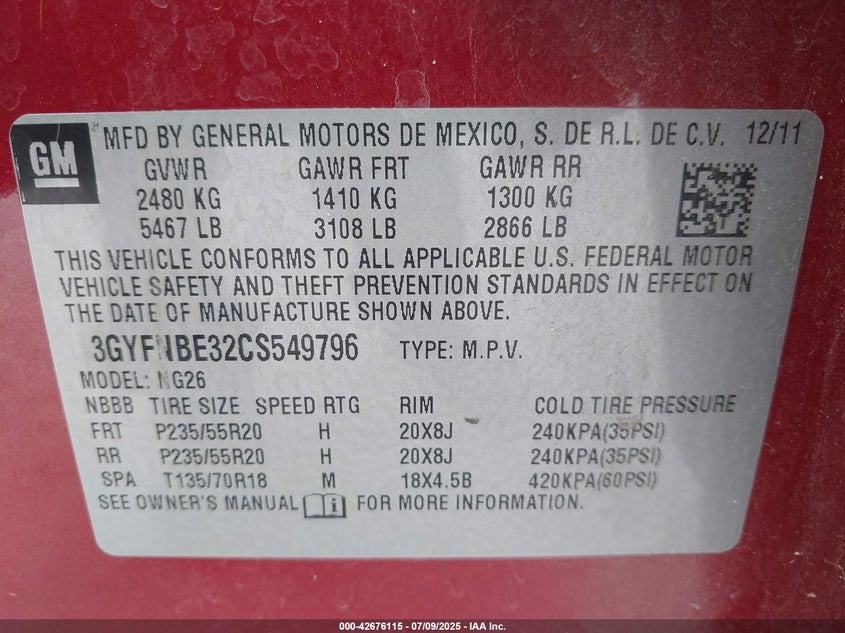 GM MFD BY GENERAL MOTORS DE MEXICO, S. DE R.L. DE C.V. 12/11
GVWR GAWR FRT GAWR RR
2480 KG 1410 KG 1300 KG
5467 LB 3108 LB 2866 LB
THIS VEHICLE CONFORMS TO ALL APPLICABLE U.S. FEDERAL MOTOR
VEHICLE SAFETY AND THEFT PREVENTION STANDARDS IN EFFECT ON
THE DATE OF MANUFACTURE SHOWN ABOVE.
3GYFNBE32CS549796 TYPE: M.P.V.
MODEL: NG26
NBBB TIRE SIZE SPEED RTG RIM COLD TIRE PRESSURE
FRT P235/55R20 H 20X8J 240KPA(35PSI)
RR P235/55R20 H 20X8J 240KPA(35PSI)
SPA T135/70R18 M 18X4.5B 420KPA(60PSI)
SEE OWNER'S MANUAL i FOR MORE INFORMATION.
000-42676115 - 07/09/2025 - IAA Inc.